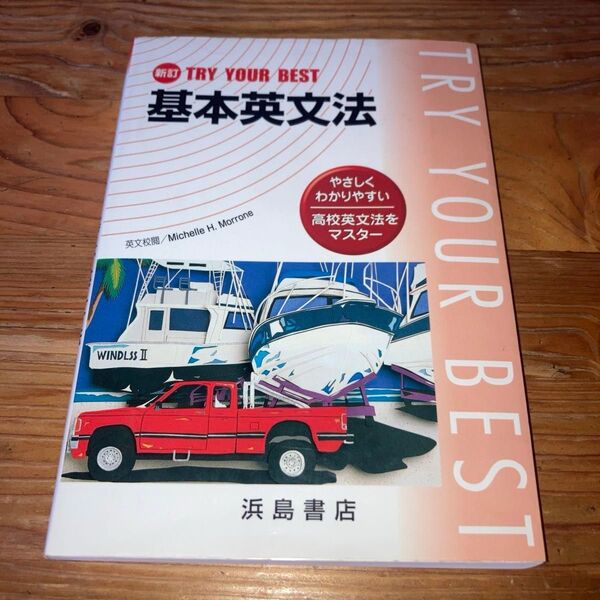 新訂 TRY YOUR BEST
基本英文法
やさしく
わかりやすい
高校英文法を
マスター
英文校閲/Michelle H. Morrone
WINDLSS II
浜島書店
TRY YOUR BEST